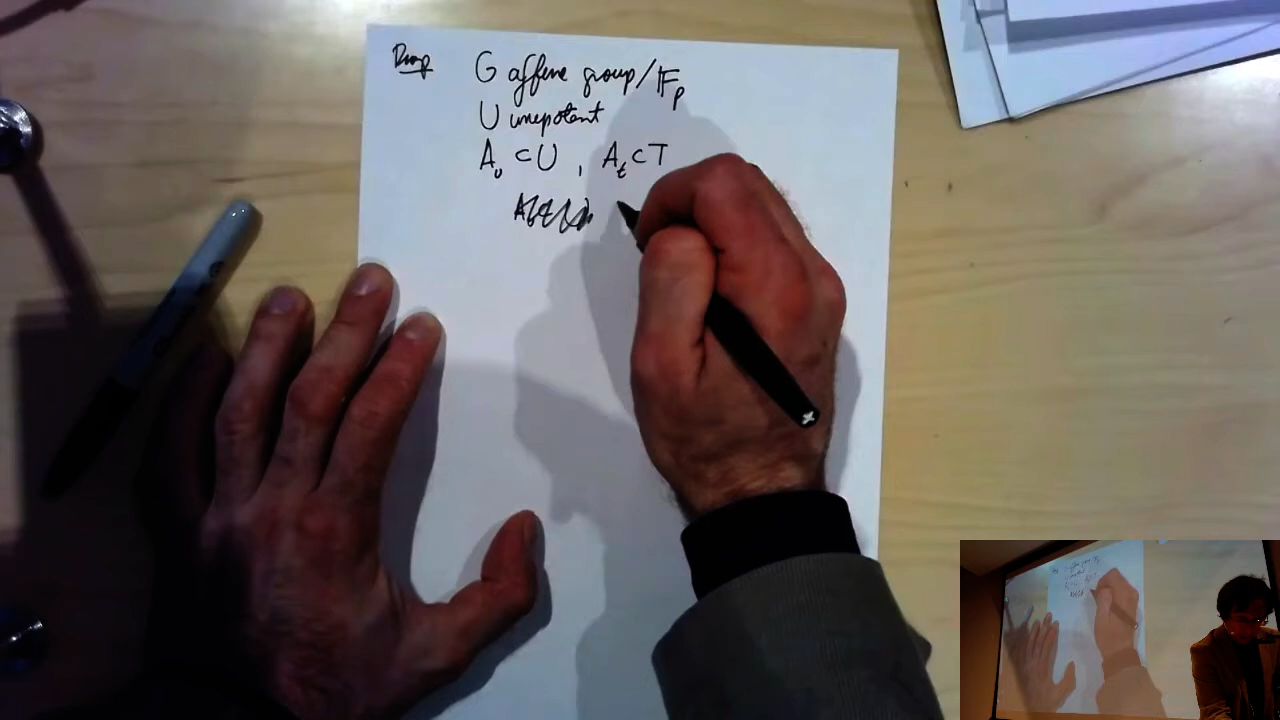 Prop G affine group/𝔽_p
U unipotent
A_U ⊂ U , A_t ⊂ T